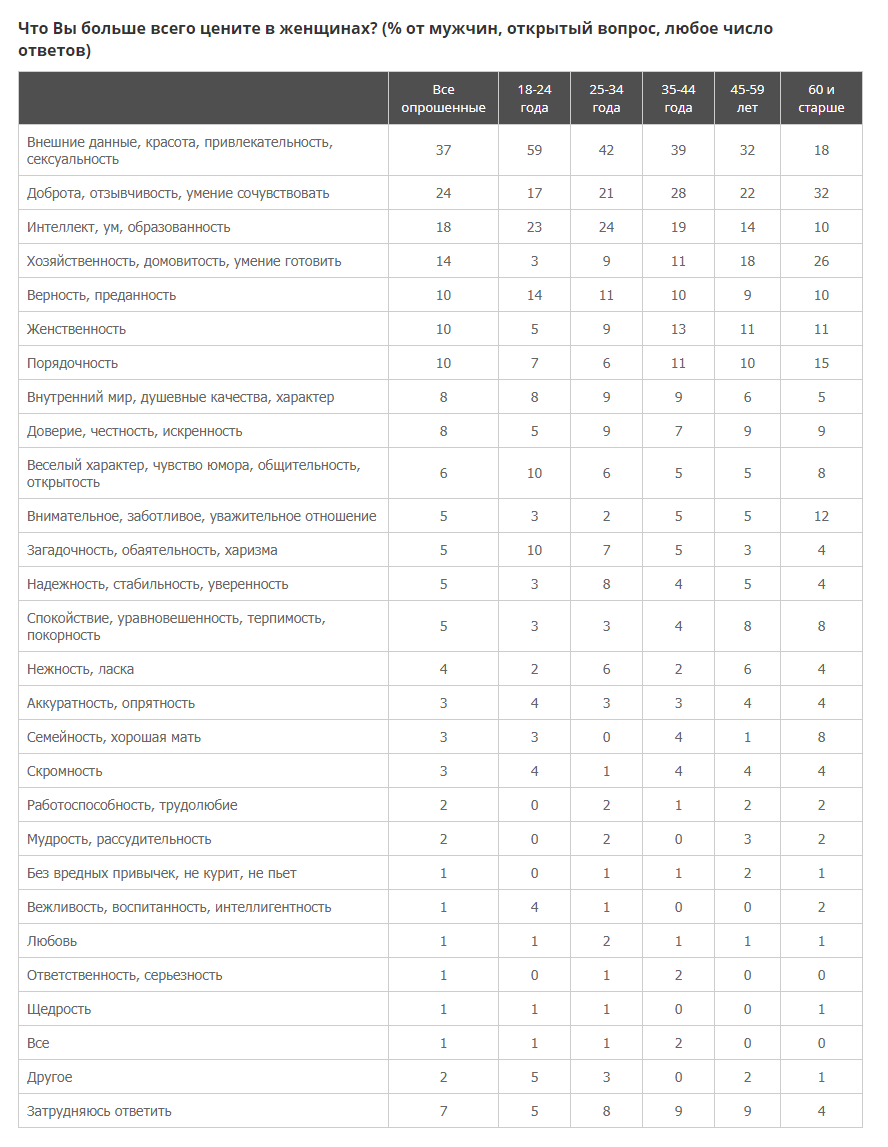 Что Вы больше всего цените в женщинах? (% от мужчин, открытый вопрос, любое число
ответов)
Все опрошенные 18-24 года 25-34 года 35-44 года 45-59 лет 60 и старше
Внешние данные, красота, привлекательность,
сексуальность 37 59 42 39 32 18
Доброта, отзывчивость, умение сочувствовать 24 17 21 28 22 32
Интеллект, ум, образованность 18 23 24 19 14 10
Хозяйственность, домовитость, умение готовить 14 3 9 11 18 26
Верность, преданность 10 14 11 10 9 10
Женственность 10 5 9 13 11 11
Порядочность 10 7 6 11 10 15
Внутренний мир, душевные качества, характер 8 8 9 9 6 5
Доверие, честность, искренность 8 5 9 7 9 9
Веселый характер, чувство юмора, общительность,
открытость 6 10 6 5 5 8
Внимательное, заботливое, уважительное отношение 5 3 2 5 5 12
Загадочность, обаятельность, харизма 5 10 7 5 3 4
Надежность, стабильность, уверенность 5 3 8 4 5 4
Спокойствие, уравновешенность, терпимость,
покорность 5 3 3 4 8 8
Нежность, ласка 4 2 6 2 6 4
Аккуратность, опрятность 3 4 3 3 4 4
Семейность, хорошая мать 3 3 0 4 1 8
Скромность 3 4 1 4 4 4
Работоспособность, трудолюбие 2 0 2 1 2 2
Мудрость, рассудительность 2 0 2 0 3 2
Без вредных привычек, не курит, не пьет 1 0 1 1 2 1
Вежливость, воспитанность, интеллигентность 1 4 1 0 0 2
Любовь 1 1 2 1 1 1
Ответственность, серьезность 1 0 1 2 0 0
Щедрость 1 1 1 0 0 1
Все 1 1 1 2 0 0
Другое 2 5 3 0 2 1
Затрудняюсь ответить 7 5 8 9 9 4